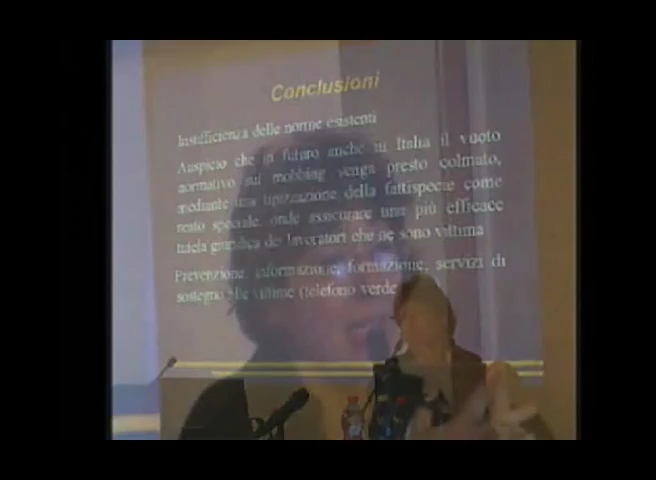 Conclusioni
Insufficienza delle norme esistenti
Auspicio che in futuro anche in Italia il vuoto
normativo sul mobbing venga presto colmato,
mediante una tipizzazione della fattispecie come
reato speciale, onde assicurare una più efficace
tutela giuridica dei lavoratori che ne sono vittima
Prevenzione, informazione, formazione, servizi di
sostegno alle vittime (telefono verde